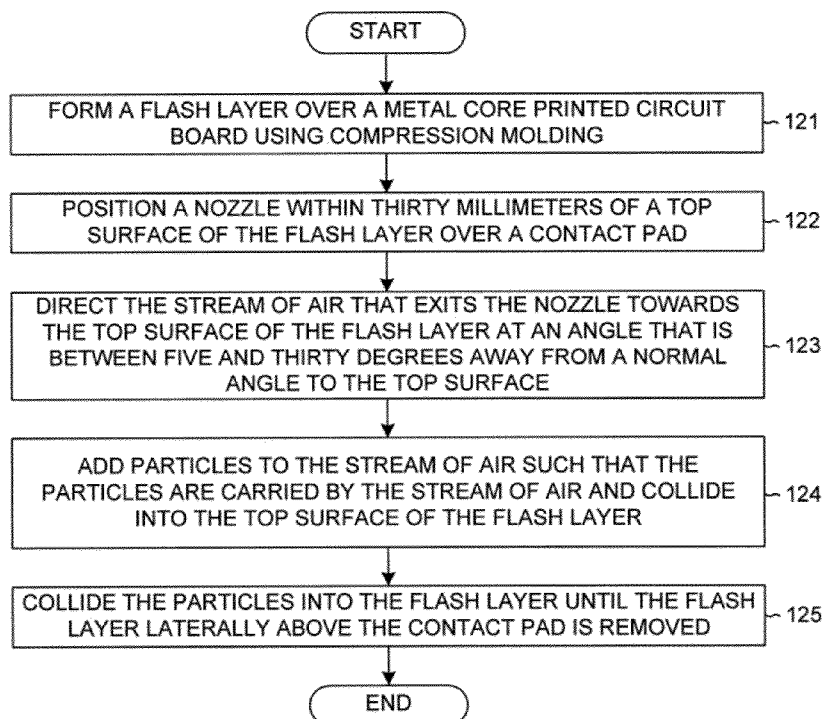 START
FORM A FLASH LAYER OVER A METAL CORE PRINTED CIRCUIT
BOARD USING COMPRESSION MOLDING
121
POSITION A NOZZLE WITHIN THIRTY MILLIMETERS OF A TOP
SURFACE OF THE FLASH LAYER OVER A CONTACT PAD
122
DIRECT THE STREAM OF AIR THAT EXITS THE NOZZLE TOWARDS
THE TOP SURFACE OF THE FLASH LAYER AT AN ANGLE THAT IS
BETWEEN FIVE AND THIRTY DEGREES AWAY FROM A NORMAL
ANGLE TO THE TOP SURFACE
123
ADD PARTICLES TO THE STREAM OF AIR SUCH THAT THE
PARTICLES ARE CARRIED BY THE STREAM OF AIR AND COLLIDE
INTO THE TOP SURFACE OF THE FLASH LAYER
124
COLLIDE THE PARTICLES INTO THE FLASH LAYER UNTIL THE FLASH
LAYER LATERALLY ABOVE THE CONTACT PAD IS REMOVED
125
END